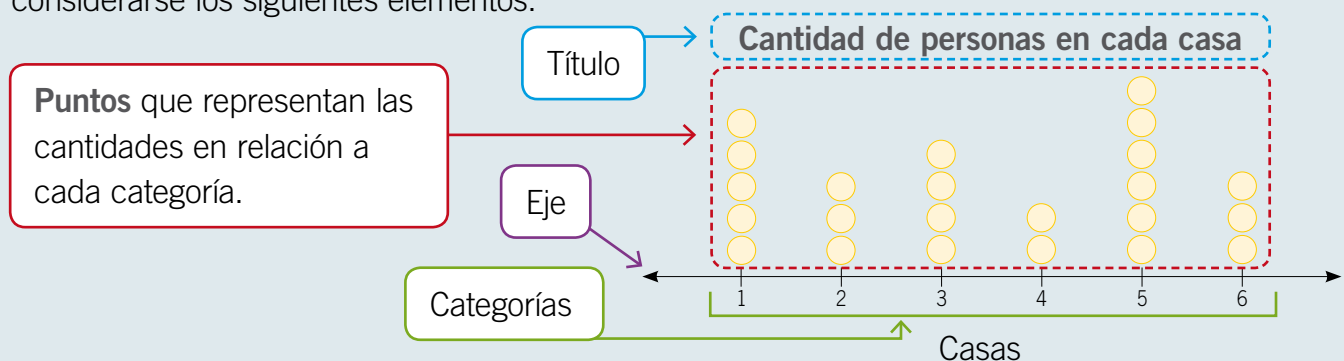 considerarse los siguientes elementos.
Título
Cantidad de personas en cada casa
Puntos que representan las
cantidades en relación a
cada categoría.
Eje
Categorías
1 2 3 4 5 6
Casas